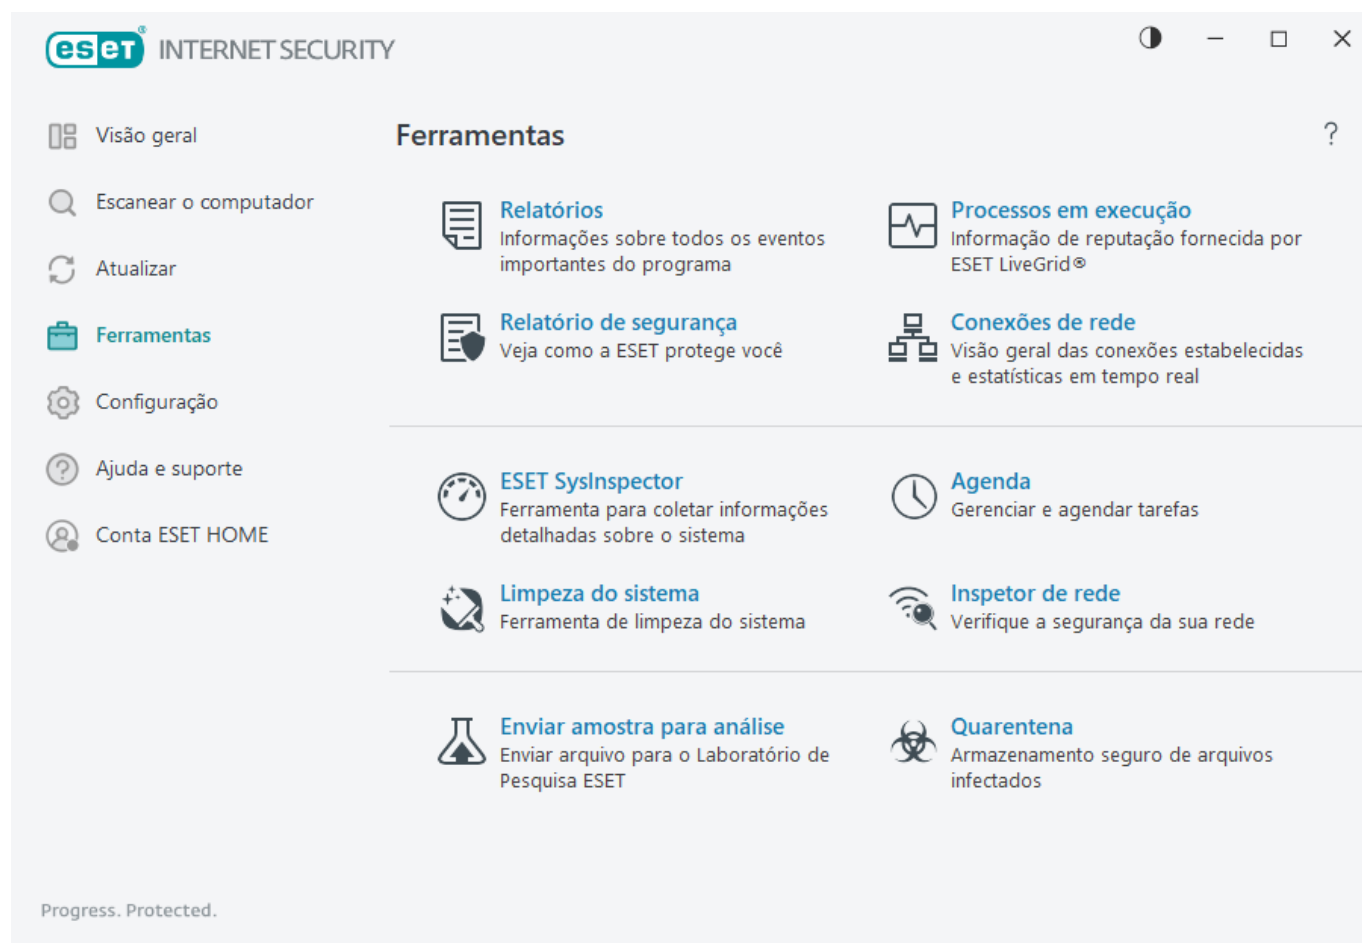 eset® INTERNET SECURITY
Visão geral
Escanear o computador
Atualizar
Ferramentas
Configuração
Ajuda e suporte
Conta ESET HOME
Ferramentas
?
Relatórios
Informações sobre todos os eventos
importantes do programa
Processos em execução
Informação de reputação fornecida por
ESET LiveGrid®
Relatório de segurança
Veja como a ESET protege você
Conexões de rede
Visão geral das conexões estabelecidas
e estatísticas em tempo real
ESET SysInspector
Ferramenta para coletar informações
detalhadas sobre o sistema
Agenda
Gerenciar e agendar tarefas
Limpeza do sistema
Ferramenta de limpeza do sistema
Inspetor de rede
Verifique a segurança da sua rede
Enviar amostra para análise
Enviar arquivo para o Laboratório de
Pesquisa ESET
Quarentena
Armazenamento seguro de arquivos
infectados
Progress. Protected.